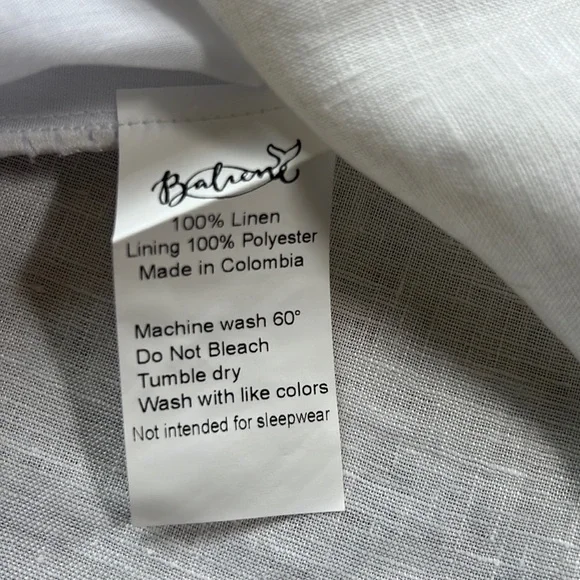 100% Linen
Lining 100% Polyester
Made in Colombia
Machine wash 60°
Do Not Bleach
Tumble dry
Wash with like colors
Not intended for sleepwear